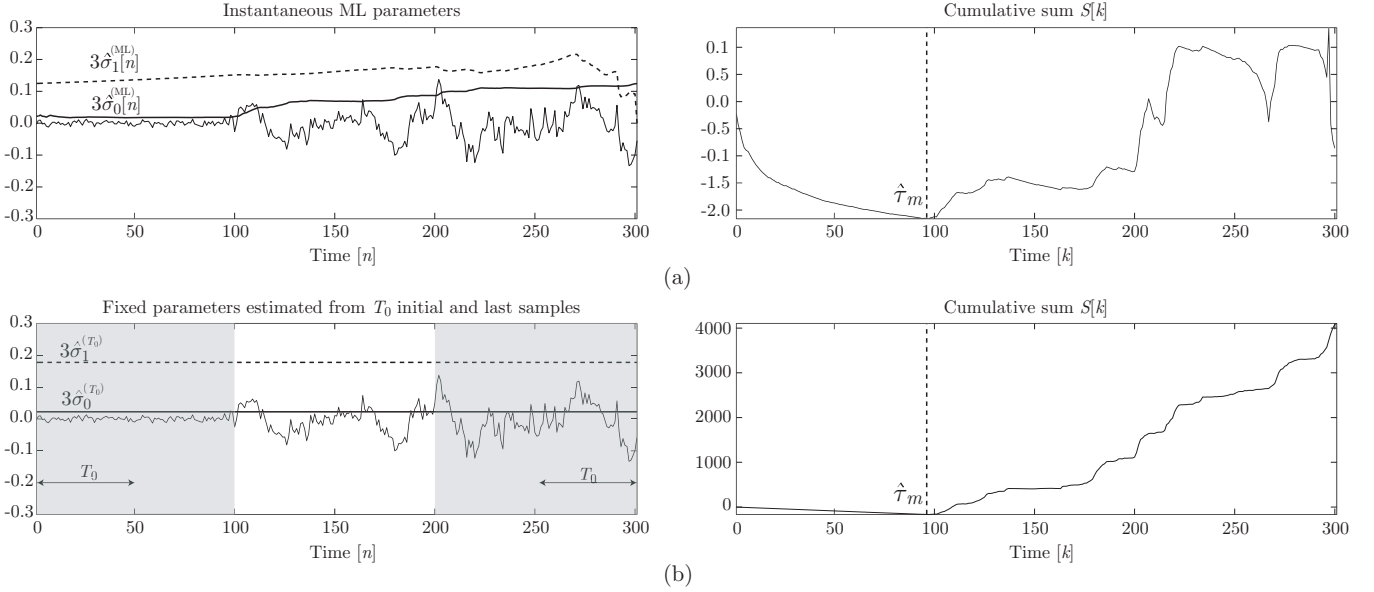 Instantaneous ML parameters
0.3
0.2
0.1
0.0
-0.1
-0.2
-0.3
3σ̂₁^(ML)[n]
3σ̂₀^(ML)[n]
0 50 100 150 200 250 300
Time [n]
Cumulative sum S[k]
0.1
0.5
0.0
-0.5
-0.1
-1.5
-2.0
τ̂ₘ
0 50 100 150 200 250 300
Time [k]
(a)
Fixed parameters estimated from T₀ initial and last samples
0.3
0.2
0.1
0.0
-0.1
-0.2
-0.3
3σ̂₁^(T₀)
3σ̂₀^(T₀)
T₀ T₀
0 50 100 150 200 250 300
Time [n]
Cumulative sum S[k]
4000
3000
2000
1000
0
τ̂ₘ
0 50 100 150 200 250 300
Time [k]
(b)